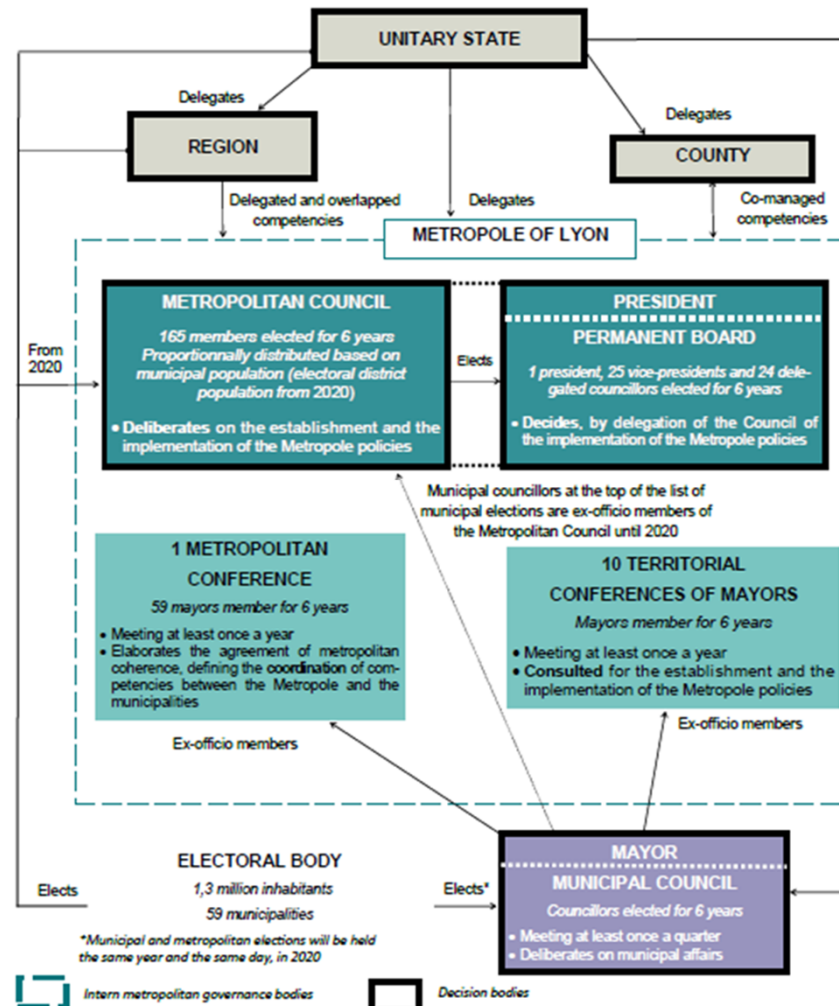 UNITARY STATE
Delegates
Delegates
REGION
COUNTY
Delegated and overlapped
competencies
Delegates
Co-managed
competencies
METROPOLE OF LYON
METROPOLITAN COUNCIL
165 members elected for 6 years
Proportionnally distributed based on
municipal population (electoral district
population from 2020)
• Deliberates on the establishment and the
implementation of the Metropole policies
From
2020
Elects
PRESIDENT
PERMANENT BOARD
1 president, 25 vice-presidents and 24 dele-
gated councillors elected for 6 years
• Decides, by delegation of the Council of
the implementation of the Metropole policies
Municipal councillors at the top of the list of
municipal elections are ex-officio members of
the Metropolitan Council until 2020
1 METROPOLITAN
CONFERENCE
59 mayors member for 6 years
• Meeting at least once a year
• Elaborates the agreement of metropolitan
coherence, defining the coordination of com-
petencies between the Metropole and the
municipalities
10 TERRITORIAL
CONFERENCES OF MAYORS
Mayors member for 6 years
• Meeting at least once a year
• Consulted for the establishment and the
implementation of the Metropole policies
Ex-officio members
Ex-officio members
ELECTORAL BODY
1,3 million inhabitants
59 municipalities
Elects
Elects*
*Municipal and metropolitan elections will be held
the same year and the same day, in 2020
MAYOR
MUNICIPAL COUNCIL
Councillors elected for 6 years
• Meeting at least once a quarter
• Deliberates on municipal affairs
Intern metropolitan governance bodies
Decision bodies